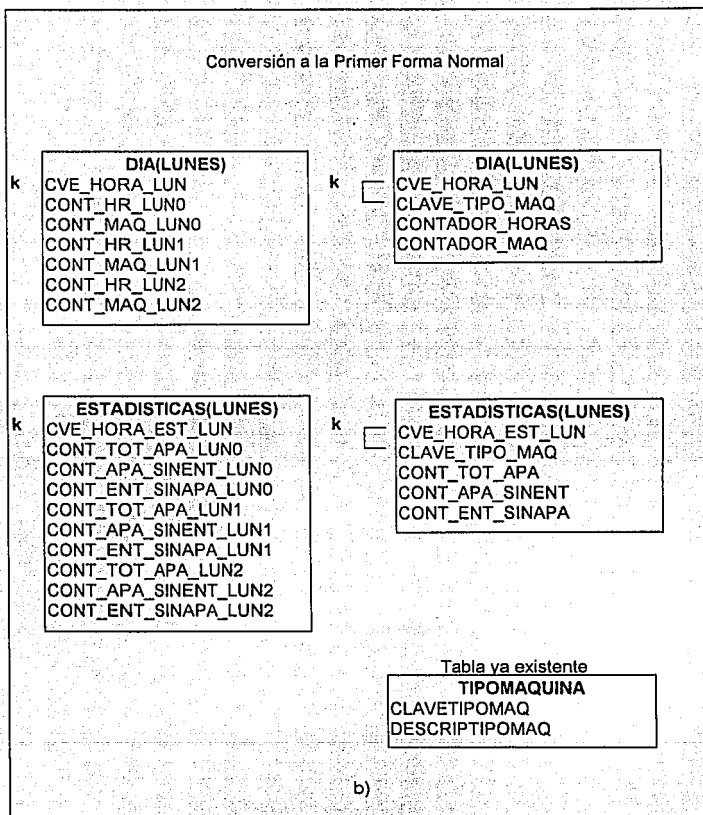 Conversión a la Primer Forma Normal
DIA(LUNES)
k CVE_HORA_LUN
CONT_HR_LUN0
CONT_MAQ_LUN0
CONT_HR_LUN1
CONT_MAQ_LUN1
CONT_HR_LUN2
CONT_MAQ_LUN2
DIA(LUNES)
k CVE_HORA_LUN
CLAVE_TIPO_MAQ
CONTADOR_HORAS
CONTADOR_MAQ
ESTADISTICAS(LUNES)
k CVE_HORA_EST_LUN
CONT_TOT_APA_LUN0
CONT_APA_SINENT_LUN0
CONT_ENT_SINAPA_LUN0
CONT_TOT_APA_LUN1
CONT_APA_SINENT_LUN1
CONT_ENT_SINAPA_LUN1
CONT_TOT_APA_LUN2
CONT_APA_SINENT_LUN2
CONT_ENT_SINAPA_LUN2
ESTADISTICAS(LUNES)
k CVE_HORA_EST_LUN
CLAVE_TIPO_MAQ
CONT_TOT_APA
CONT_APA_SINENT
CONT_ENT_SINAPA
Tabla ya existente
TIPOMAQUINA
CLAVETIPOMAQ
DESCRIPTIPOMAQ
b)